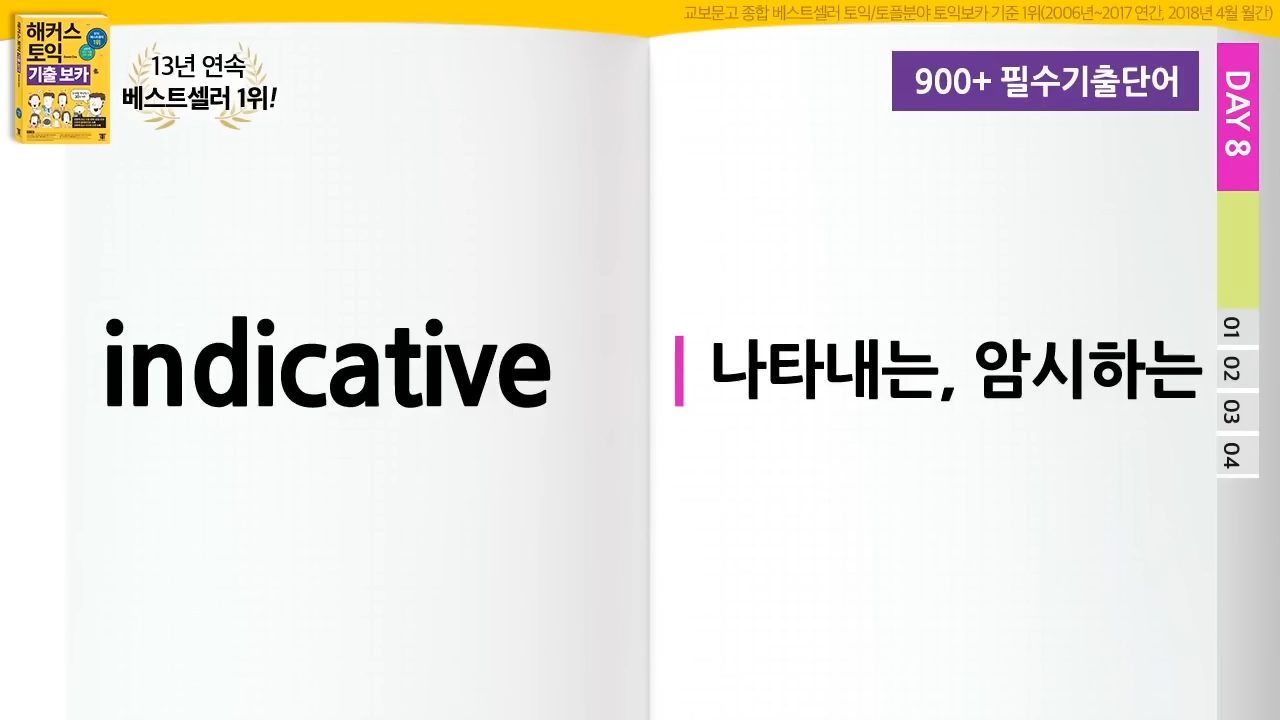 교보문고 종합 베스트셀러 토익/토플분야 토익보카 기준 1위(2006년~2017 연간, 2018년 4월 월간)
해커스
토익
기출 보카
13년 연속
베스트셀러 1위!
900+ 필수기출단어
DAY 8
indicative
나타내는, 암시하는
01
02
03
04